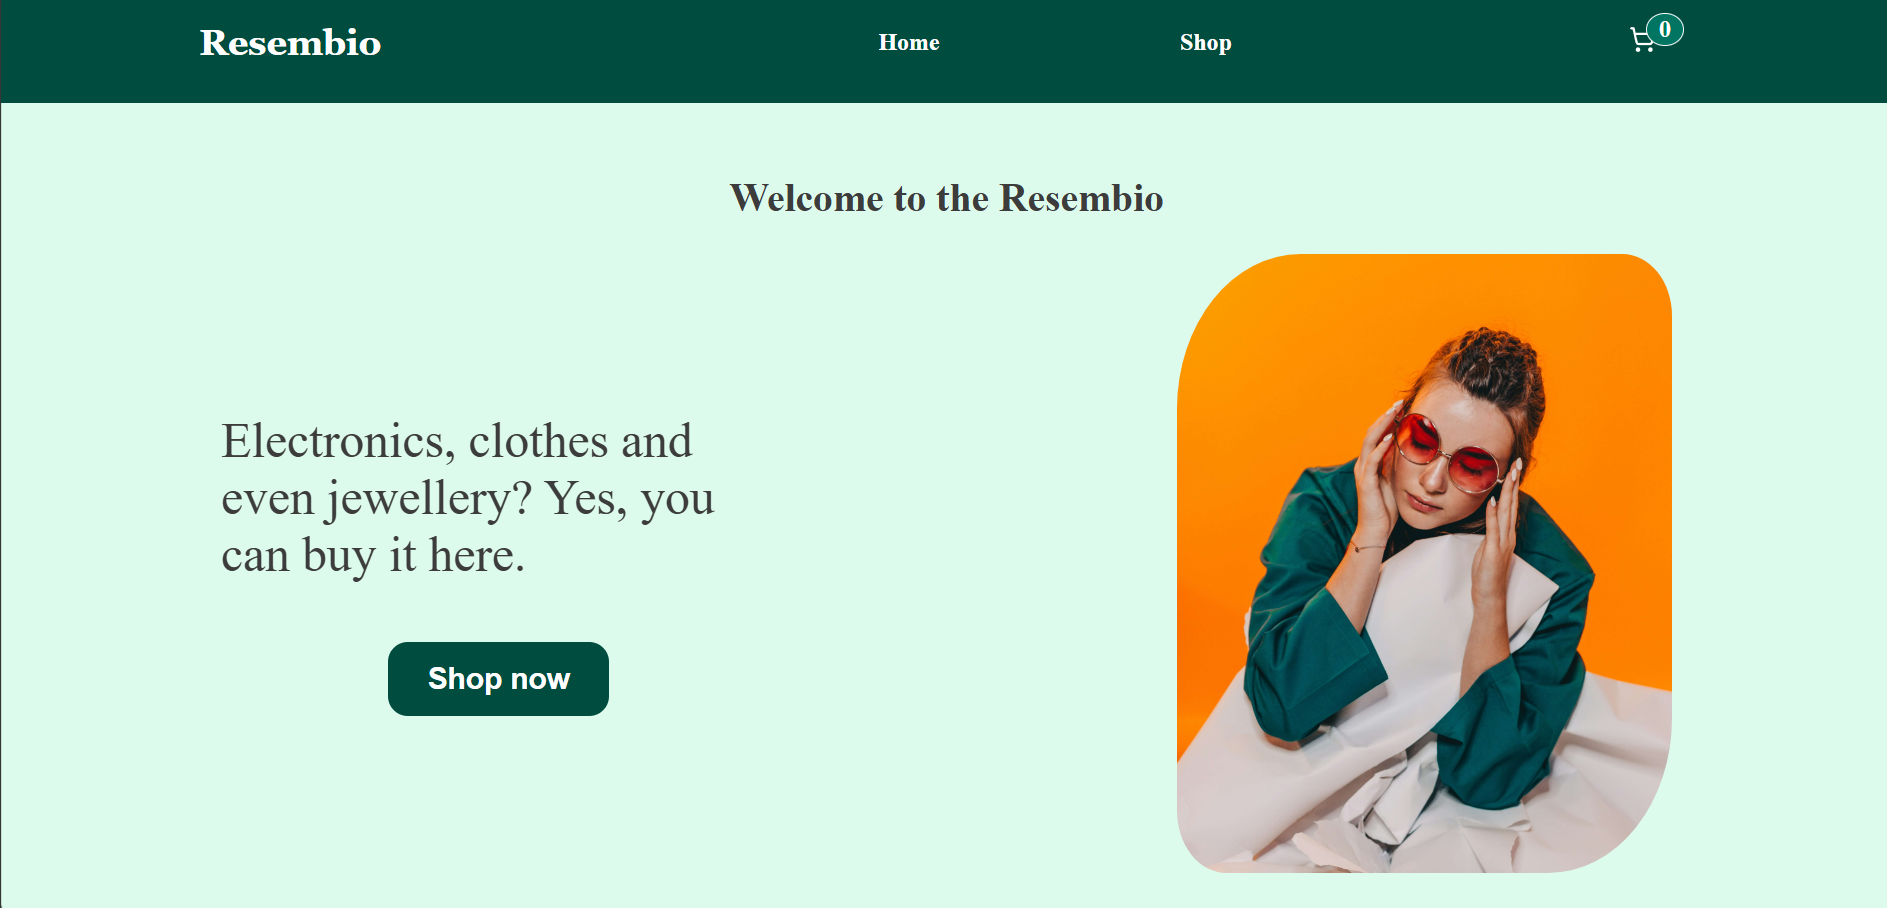 Resembio
Home
Shop
0
Welcome to the Resembio
Electronics, clothes and
even jewellery? Yes, you
can buy it here.
Shop now